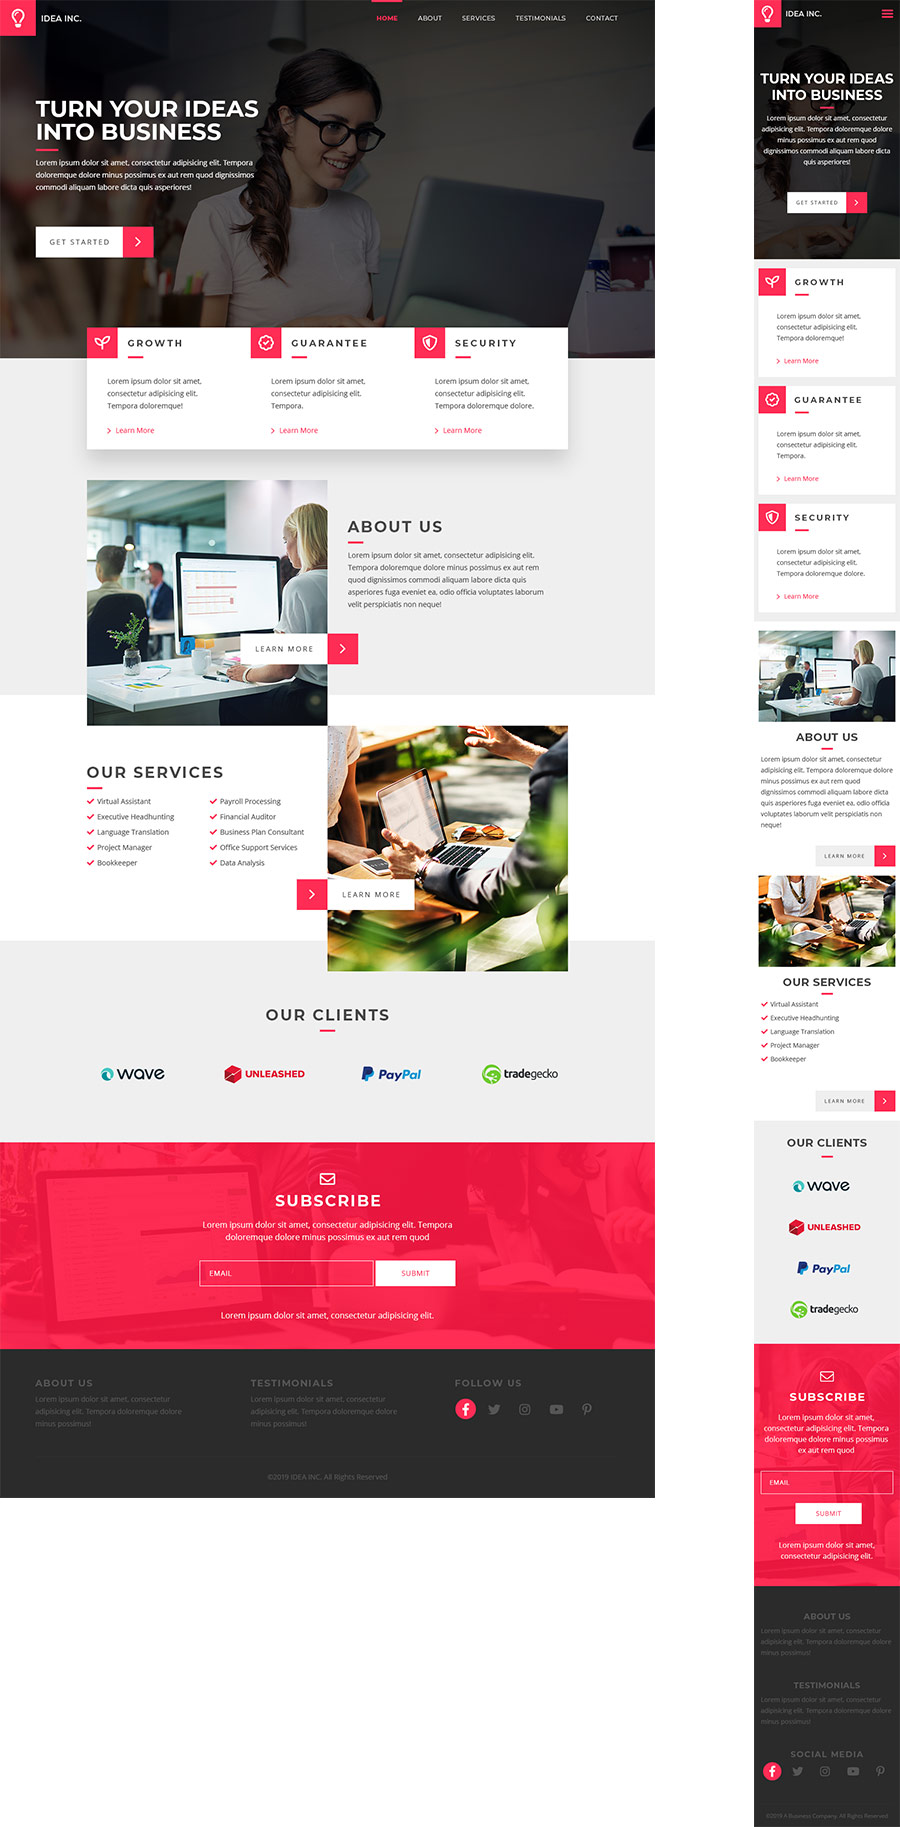 IDEA INC.
HOME ABOUT SERVICES TESTIMONIALS CONTACT
TURN YOUR IDEAS
INTO BUSINESS
Lorem ipsum dolor sit amet, consectetur adipisicing elit. Tempora
doloremque dolore minus possimus ex aut rem quod dignissimos
commodi aliquam labore dicta quis asperiores!
GET STARTED
GROWTH
Lorem ipsum dolor sit amet,
consectetur adipisicing elit.
Tempora doloremque!
Learn More
GUARANTEE
Lorem ipsum dolor sit amet,
consectetur adipisicing elit.
Tempora.
Learn More
SECURITY
Lorem ipsum dolor sit amet,
consectetur adipisicing elit.
Tempora doloremque dolore.
Learn More
ABOUT US
Lorem ipsum dolor sit amet, consectetur adipisicing elit.
Tempora doloremque dolore minus possimus ex aut rem
quod dignissimos commodi aliquam labore dicta quis
asperiores fuga eveniet ea, odio officia voluptates laborum
velit perspiciatis non neque!
LEARN MORE
OUR SERVICES
Virtual Assistant
Executive Headhunting
Language Translation
Project Manager
Bookkeeper
Payroll Processing
Financial Auditor
Business Plan Consultant
Office Support Services
Data Analysis
LEARN MORE
OUR CLIENTS
wave
UNLEASHED
PayPal
tradegecko
SUBSCRIBE
Lorem ipsum dolor sit amet, consectetur adipisicing elit. Tempora
doloremque dolore minus possimus ex aut rem quod
EMAIL
SUBMIT
Lorem ipsum dolor sit amet, consectetur adipisicing elit.
ABOUT US
Lorem ipsum dolor sit amet, consectetur
adipisicing elit. Tempora doloremque dolore
minus possimus!
TESTIMONIALS
Lorem ipsum dolor sit amet, consectetur
adipisicing elit. Tempora doloremque dolore
minus possimus!
FOLLOW US
©2019 IDEA INC. All Rights Reserved
IDEA INC.
TURN YOUR IDEAS
INTO BUSINESS
Lorem ipsum dolor sit amet, consectetur
adipisicing elit. Tempora doloremque dolore
minus possimus ex aut rem quod
dignissimos commodi aliquam labore dicta
quis asperiores!
GET STARTED
GROWTH
Lorem ipsum dolor sit amet,
consectetur adipisicing elit.
Tempora doloremque!
Learn More
GUARANTEE
Lorem ipsum dolor sit amet,
consectetur adipisicing elit.
Tempora.
Learn More
SECURITY
Lorem ipsum dolor sit amet,
consectetur adipisicing elit.
Tempora doloremque dolore.
Learn More
ABOUT US
Lorem ipsum dolor sit amet, consectetur
adipisicing elit. Tempora doloremque
dolore minus possimus ex aut rem quod
dignissimos commodi aliquam labore dicta
quis asperiores fuga eveniet ea, odio officia
voluptates laborum velit perspiciatis non
neque!
LEARN MORE
OUR SERVICES
Virtual Assistant
Executive Headhunting
Language Translation
Project Manager
Bookkeeper
LEARN MORE
OUR CLIENTS
wave
UNLEASHED
PayPal
tradegecko
SUBSCRIBE
Lorem ipsum dolor sit amet,
consectetur adipisicing elit. Tempora
doloremque dolore minus possimus
ex aut rem quod
EMAIL
SUBMIT
Lorem ipsum dolor sit amet,
consectetur adipisicing elit.
ABOUT US
Lorem ipsum dolor sit amet, consectetur
adipisicing elit. Tempora doloremque dolore
minus possimus!
TESTIMONIALS
Lorem ipsum dolor sit amet, consectetur
adipisicing elit. Tempora doloremque dolore
minus possimus!
SOCIAL MEDIA
©2019 A Business Company. All Rights Reserved